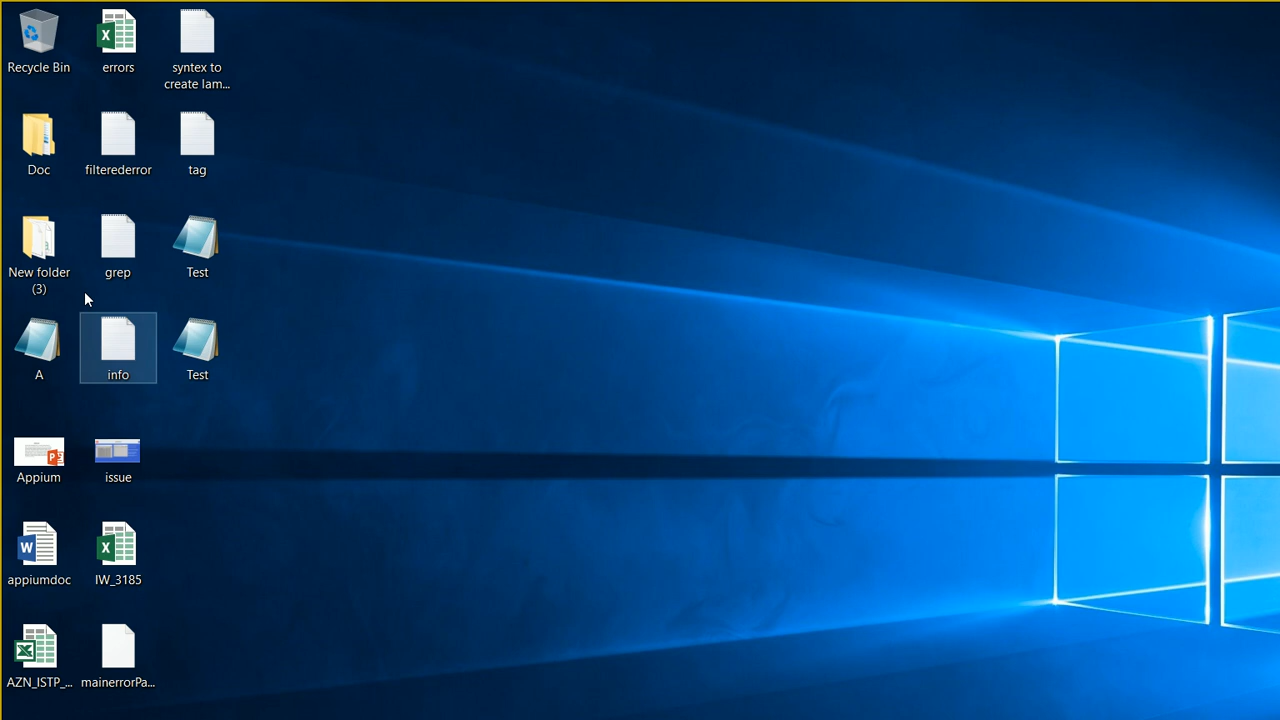 Recycle Bin
errors
syntex to
create lam...
Doc
filterederror
tag
New folder
(3)
grep
Test
A
info
Test
Appium
issue
appiumdoc
IW_3185
AZN_ISTP_...
mainerrorPa...